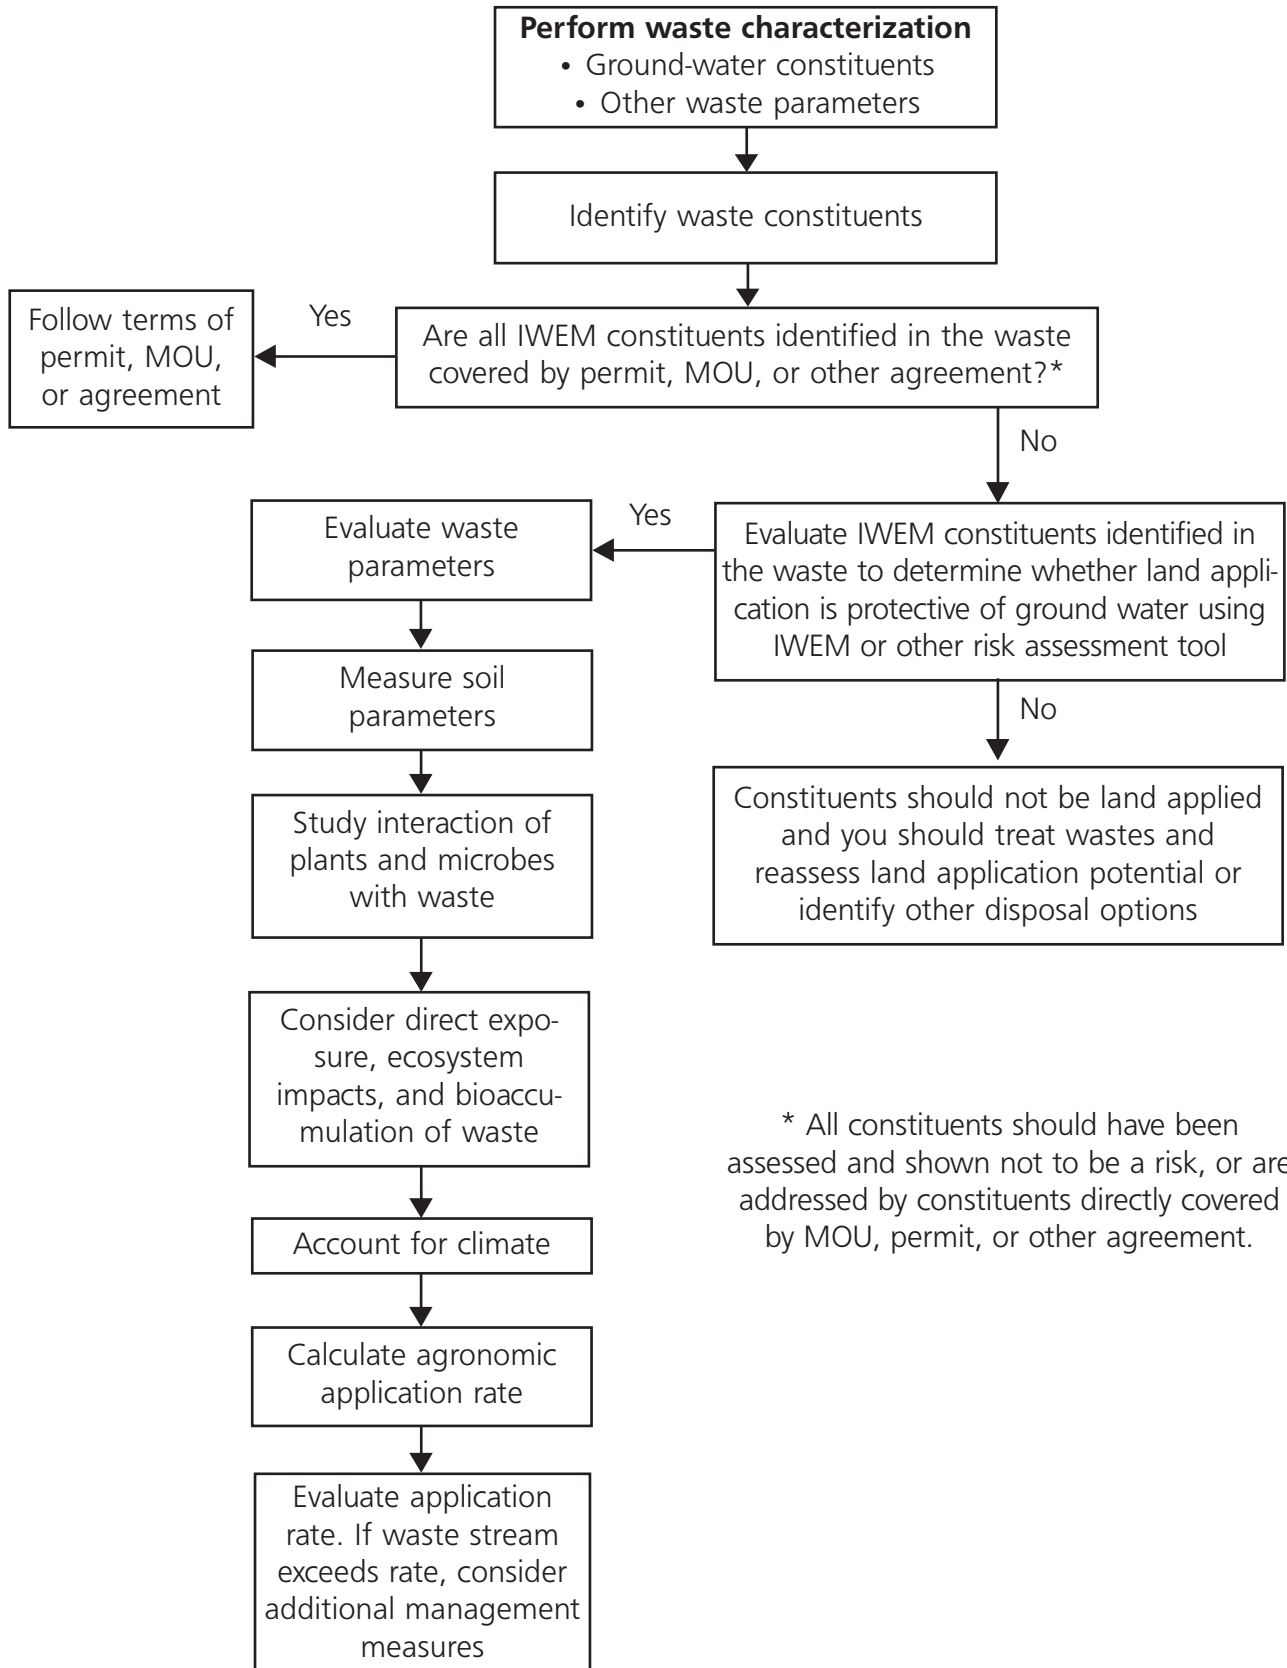 Perform waste characterization
• Ground-water constituents
• Other waste parameters
Identify waste constituents
Follow terms of
permit, MOU,
or agreement
Yes
Are all IWEM constituents identified in the waste
covered by permit, MOU, or other agreement?*
No
Evaluate waste
parameters
Yes
Evaluate IWEM constituents identified in
the waste to determine whether land appli-
cation is protective of ground water using
IWEM or other risk assessment tool
Measure soil
parameters
No
Study interaction of
plants and microbes
with waste
Constituents should not be land applied
and you should treat wastes and
reassess land application potential or
identify other disposal options
Consider direct expo-
sure, ecosystem
impacts, and bioaccu-
mulation of waste
* All constituents should have been
assessed and shown not to be a risk, or are
addressed by constituents directly covered
by MOU, permit, or other agreement.
Account for climate
Calculate agronomic
application rate
Evaluate application
rate. If waste stream
exceeds rate, consider
additional management
measures